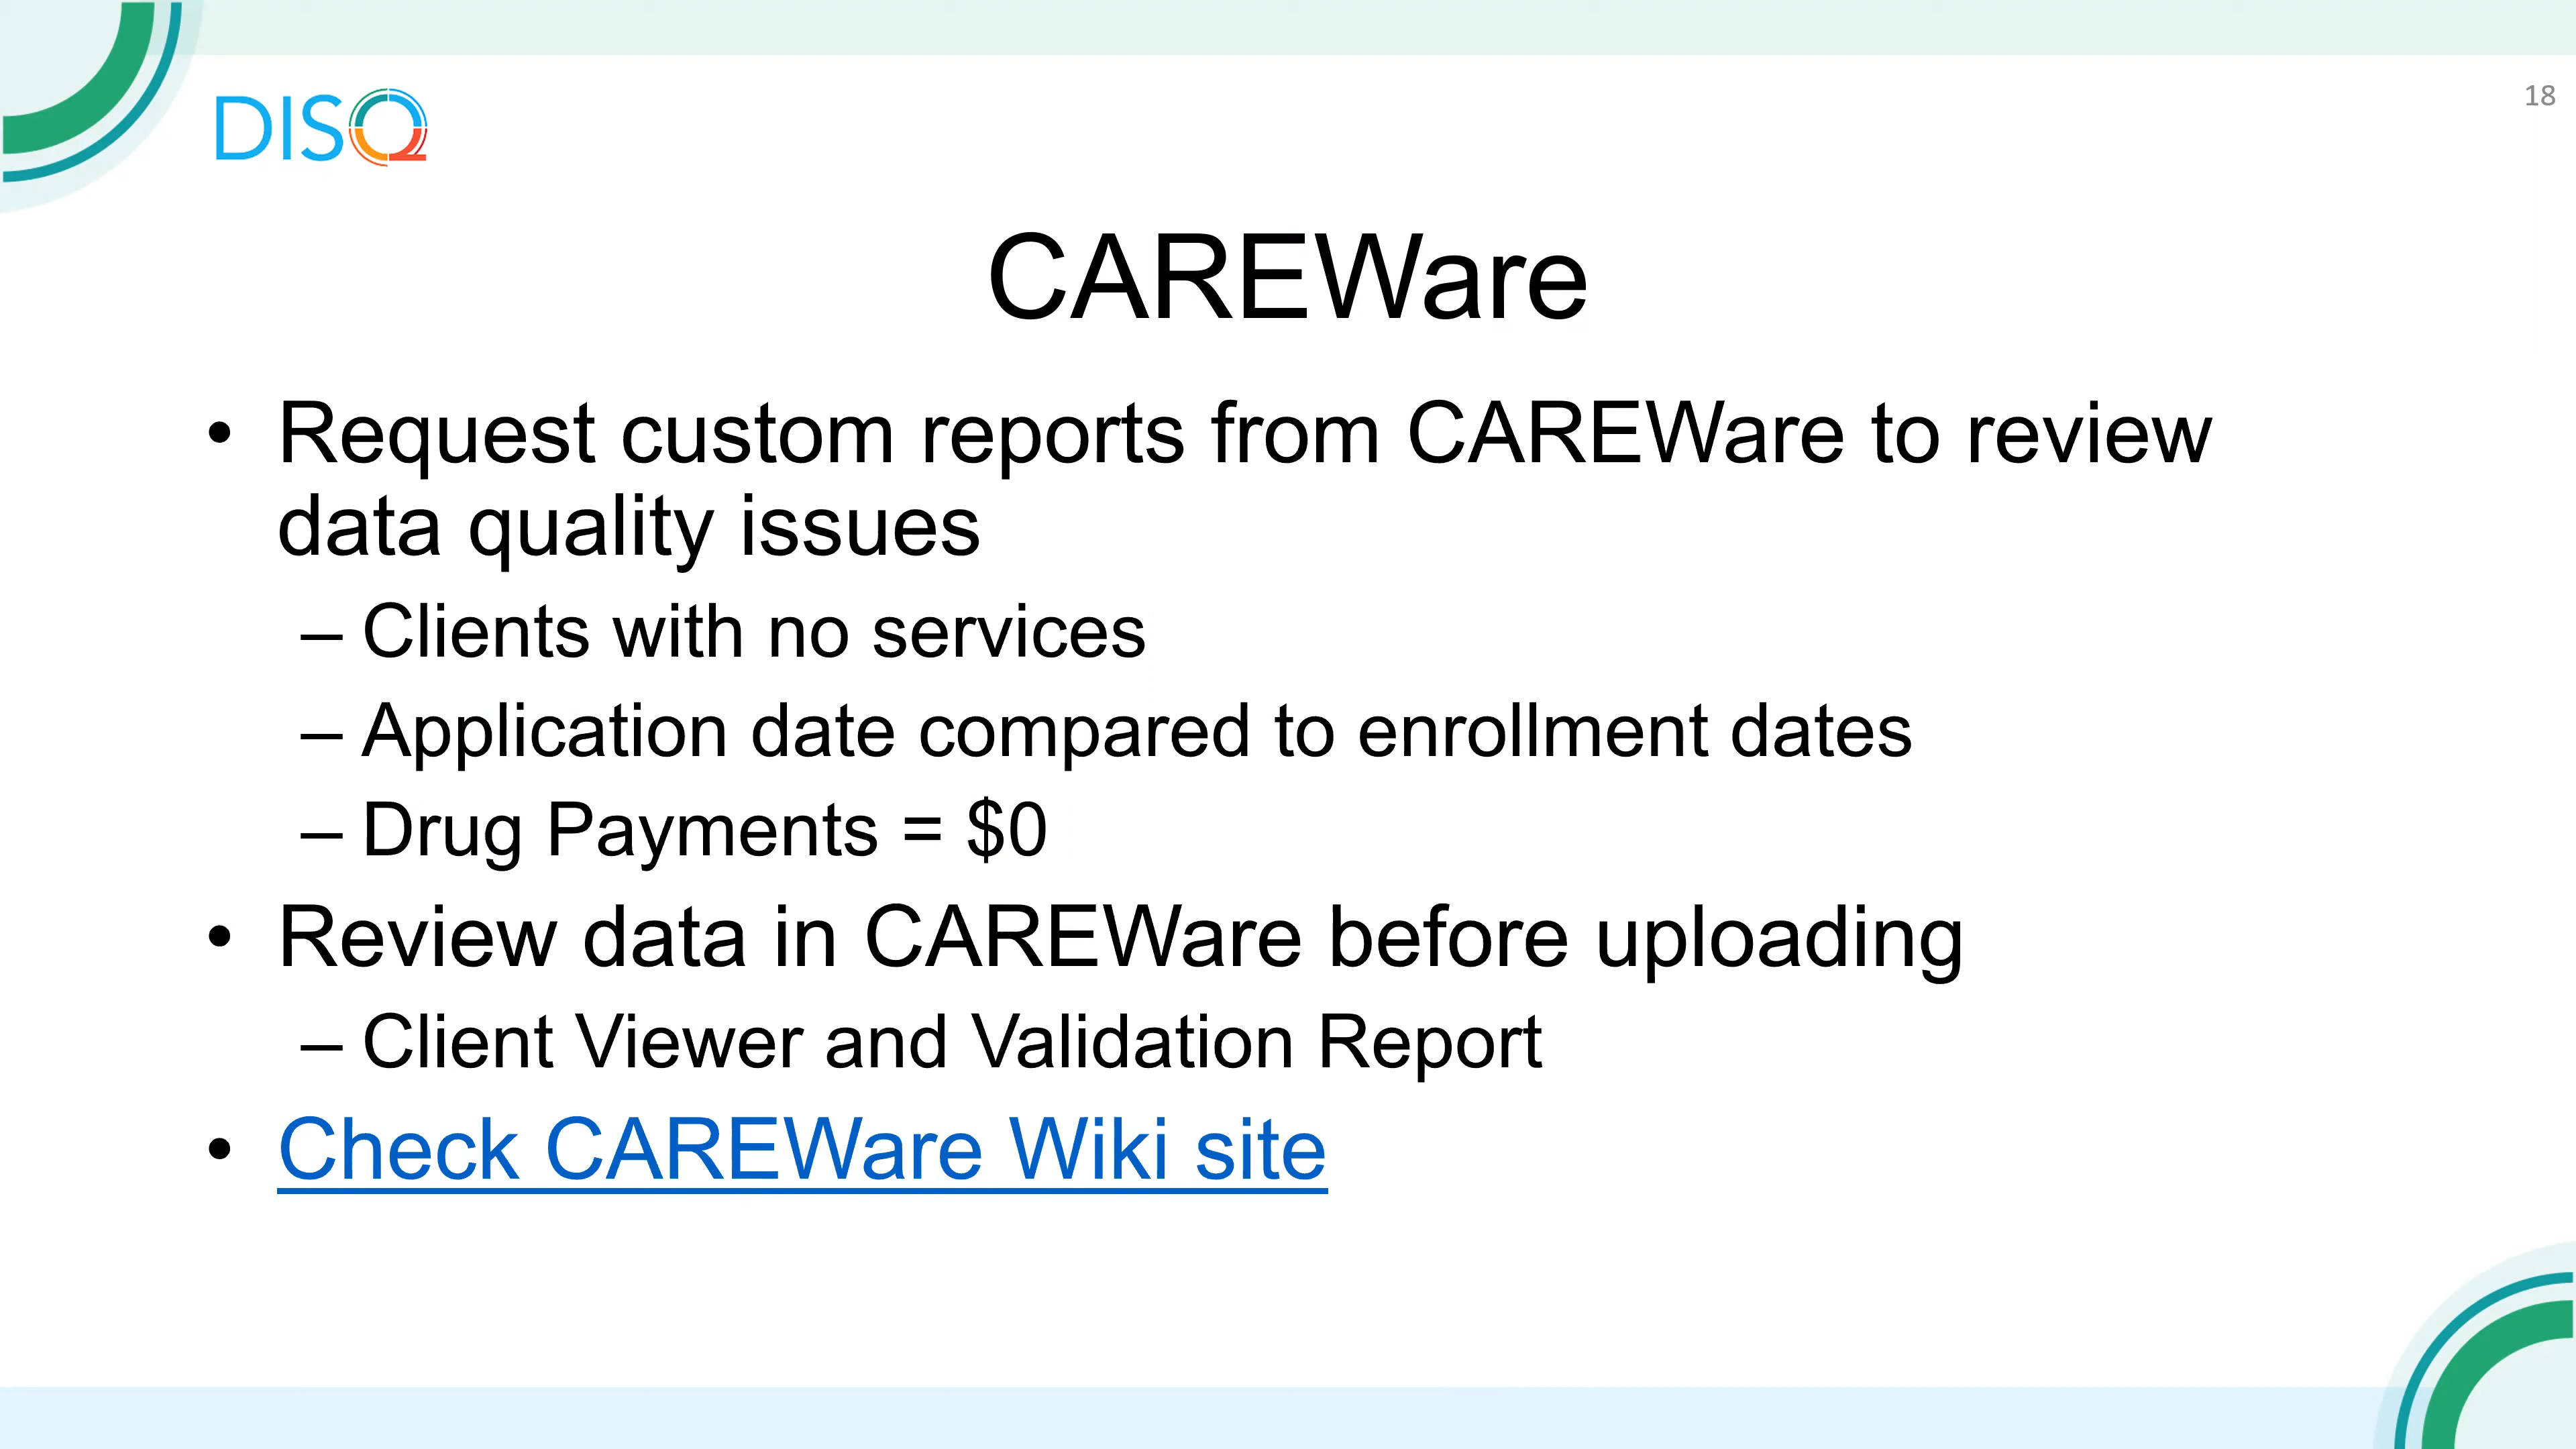 DISQ
18
CAREWare
• Request custom reports from CAREWare to review
data quality issues
– Clients with no services
– Application date compared to enrollment dates
– Drug Payments = $0
• Review data in CAREWare before uploading
– Client Viewer and Validation Report
• Check CAREWare Wiki site